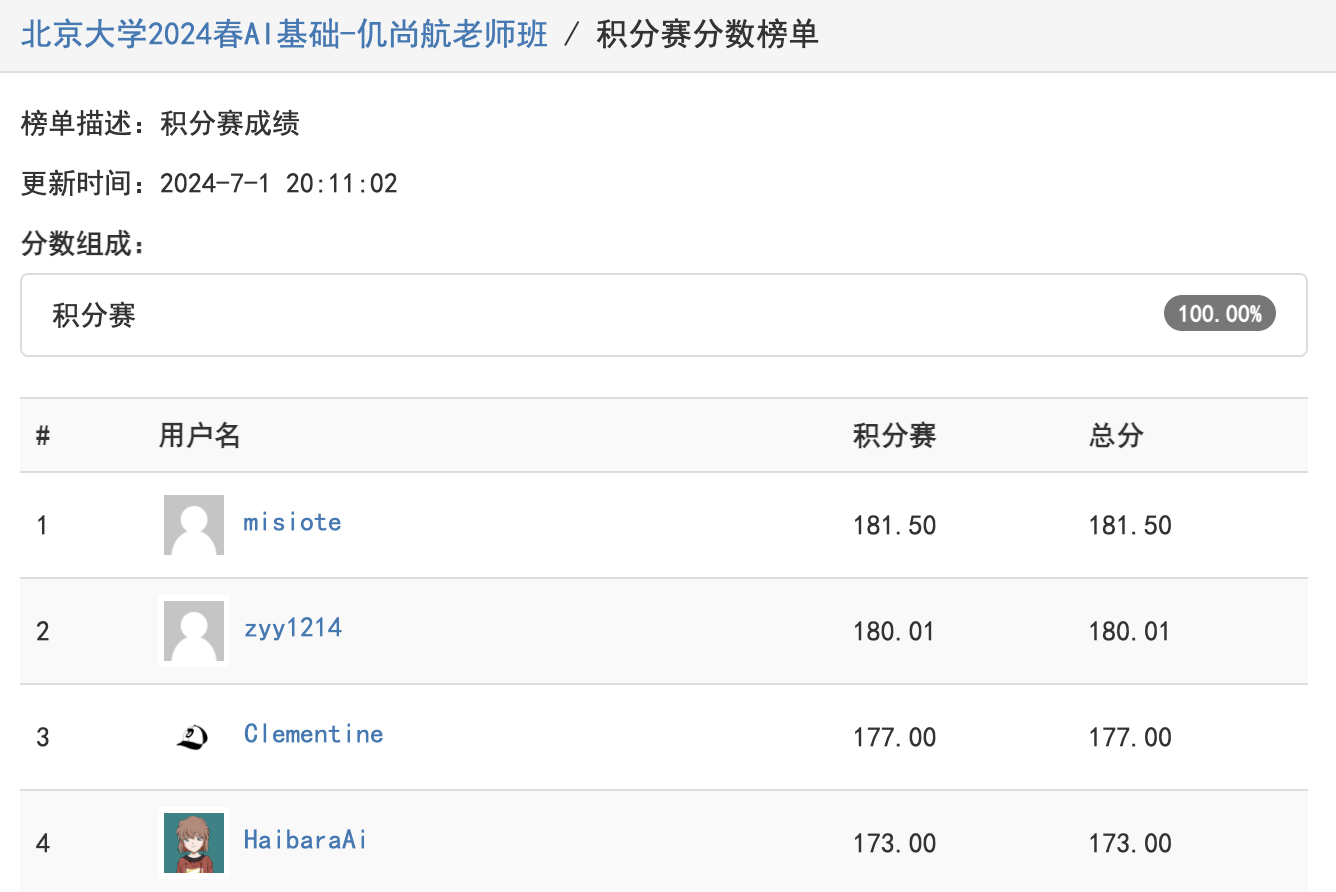 北京大学2024春AI基础-仉尚航老师班 / 积分赛分数榜单
榜单描述：积分赛成绩
更新时间：2024-7-1 20:11:02
分数组成：
积分赛 100.00%
# 用户名 积分赛 总分
1 misiote 181.50 181.50
2 zyy1214 180.01 180.01
3 Clementine 177.00 177.00
4 HaibaraAi 173.00 173.00